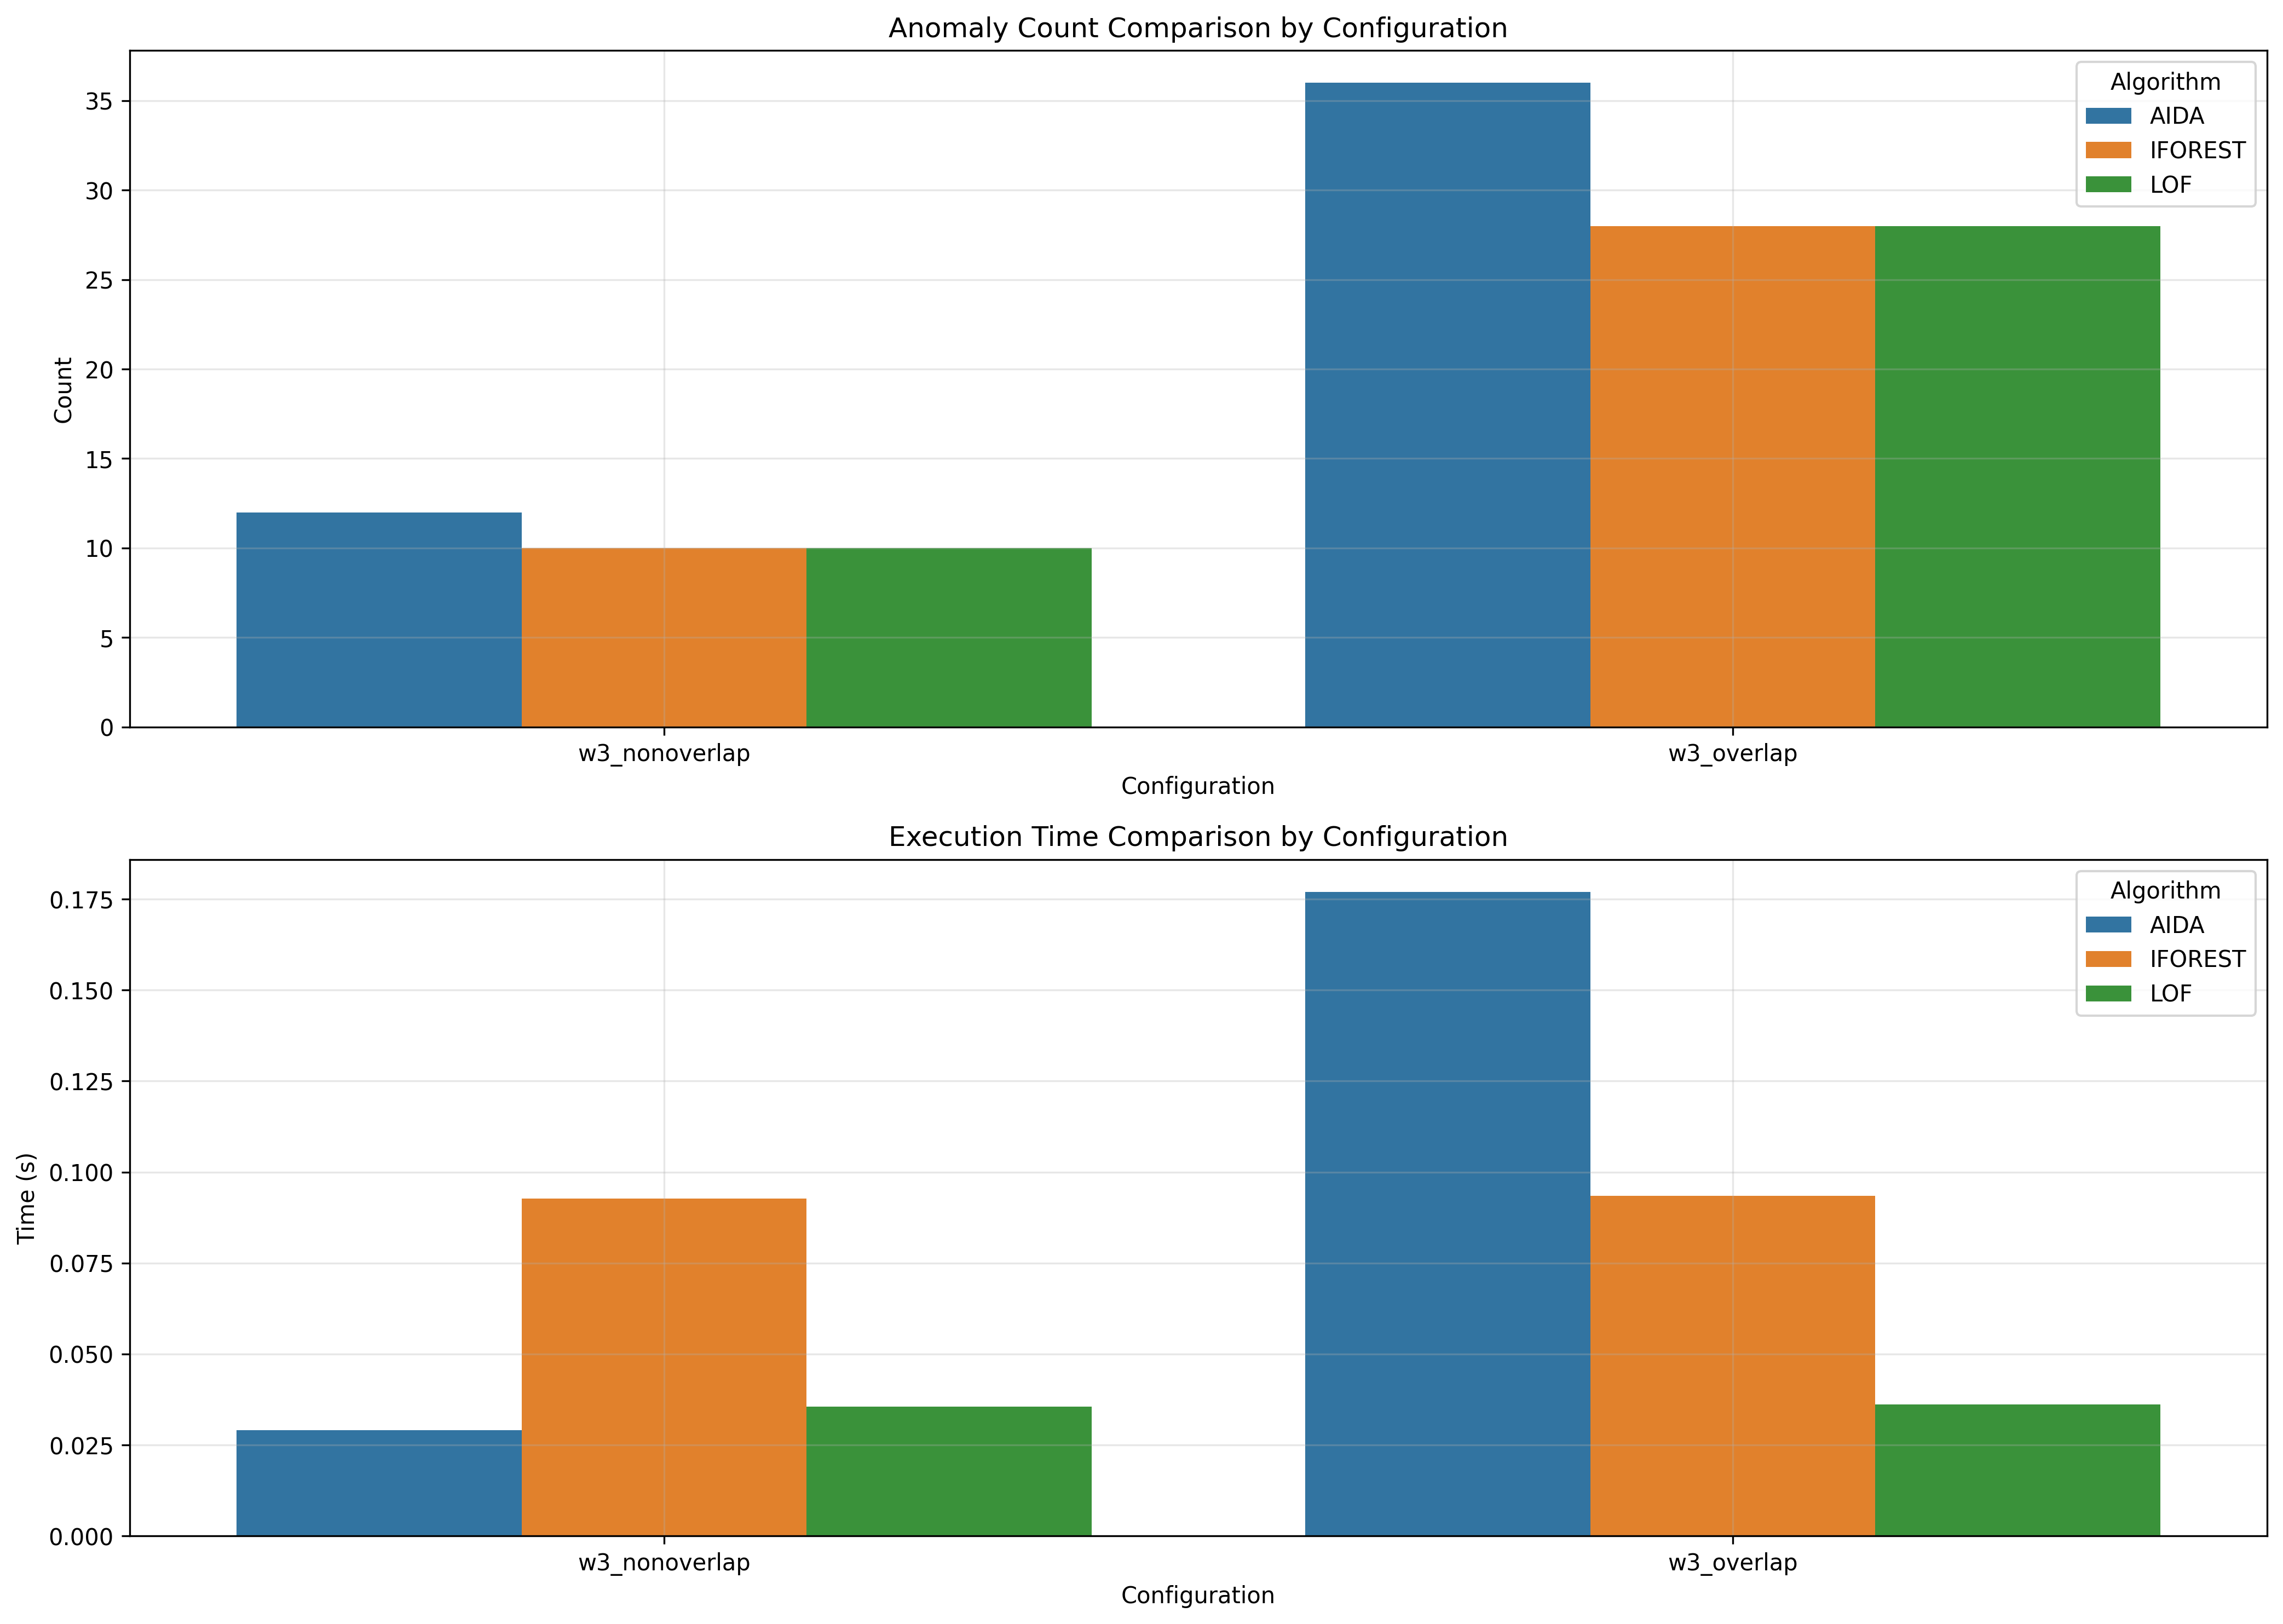 Anomaly Count Comparison by Configuration
35
30
25
20
15
10
5
0
Count
Algorithm
AIDA
IFOREST
LOF
w3_nonoverlap
w3_overlap
Configuration
Execution Time Comparison by Configuration
0.175
0.150
0.125
0.100
0.075
0.050
0.025
0.000
Time (s)
Algorithm
AIDA
IFOREST
LOF
w3_nonoverlap
w3_overlap
Configuration